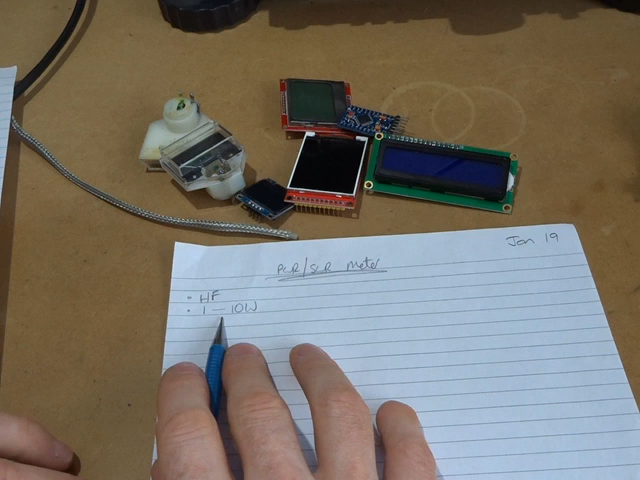 Jan 19
PWR/SWR Meter
• HF
• 1 – 10W